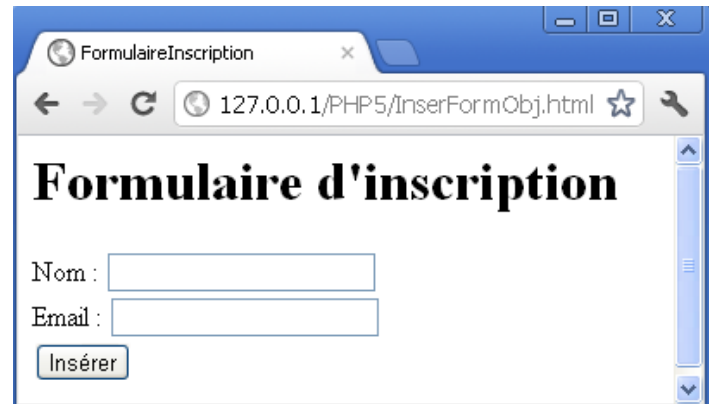 FormulaireInscription
127.0.0.1/PHP5/InserFormObj.html
Formulaire d'inscription
Nom :
Email :
Insérer